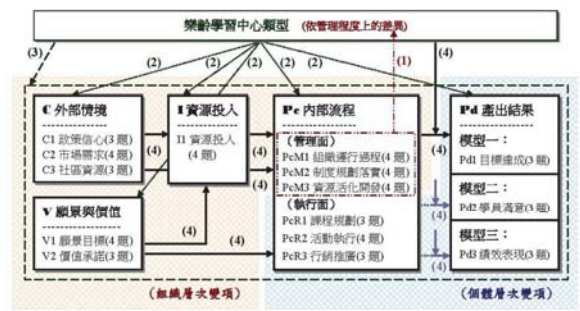 樂齡學習中心類型 (依管理程度上的差異)
(3)
(2)
(2)
(2)
(2)
(2)
(1)
(4)
C 外部情境
C1 政策信心(3 題)
C2 市場需求(4 題)
C3 社區資源(3 題)
(4)
(4)
I 資源投入
I1 資源投入
(4 題)
(4)
(4)
Pc 內部流程
(管理面)
PcM1 組織運行過程(4 題)
PcM2 制度規劃落實(4 題)
PcM3 資源活化開發(4 題)
(執行面)
PcR1 課程規劃(3 題)
PcR2 活動執行(4 題)
PcR3 行銷推廣(3 題)
(4)
(4)
(4)
Pd 產出結果
模型一：
Pd1 目標達成(3 題)
模型二：
Pd2 學員滿意(3 題)
模型三：
Pd3 績效表現(3 題)
V 願景與價值
V1 願景目標(4 題)
V2 價值承諾(3 題)
(4)
(4)
(組織層次變項)
(個體層次變項)